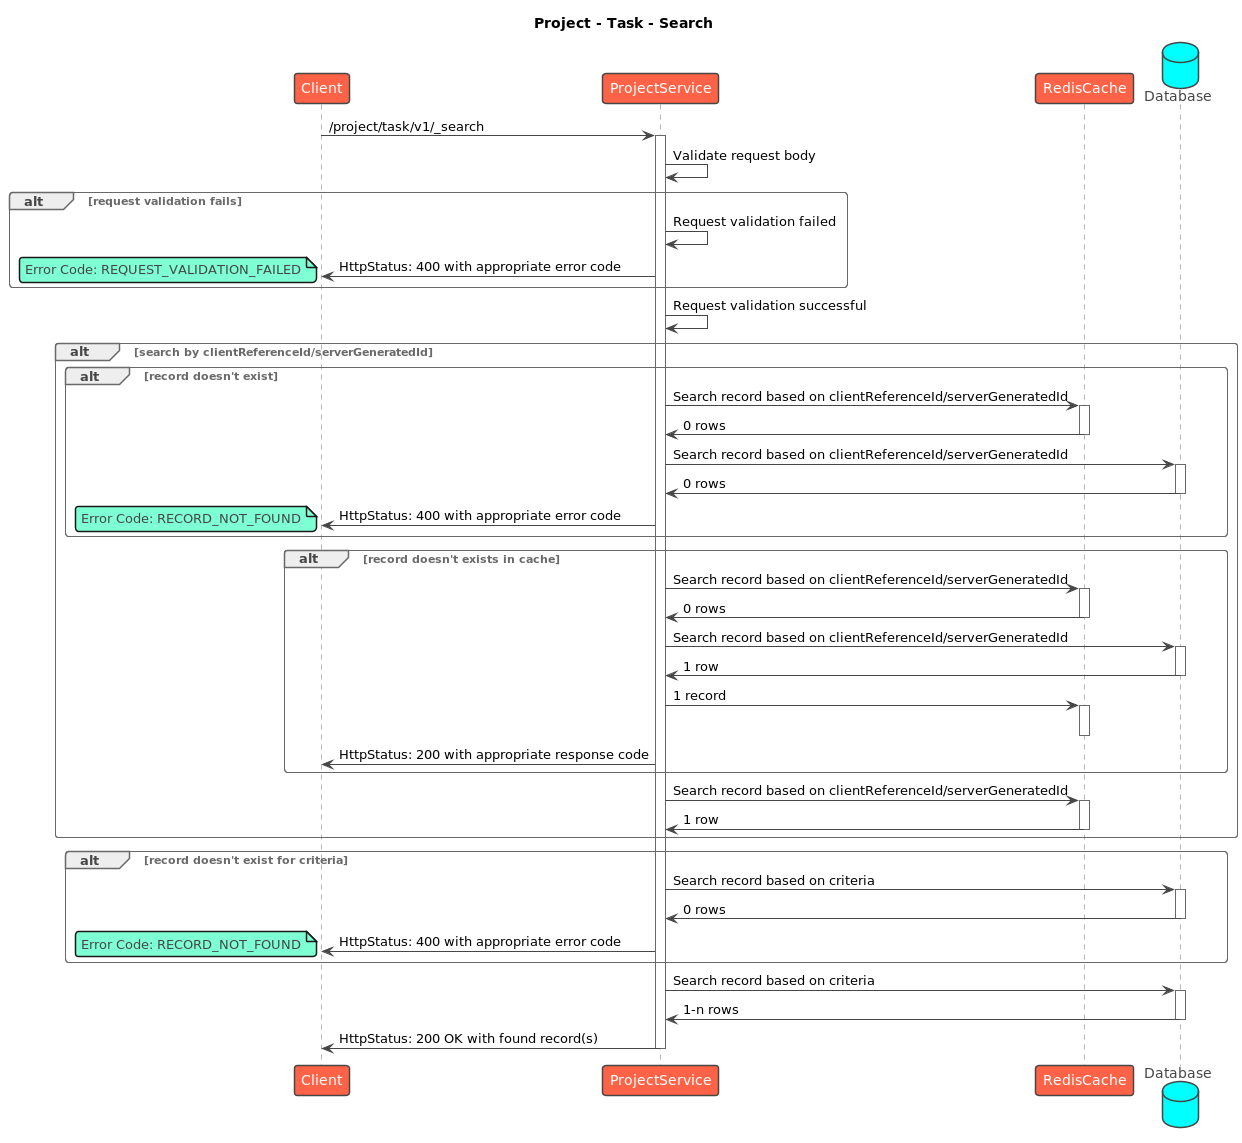 Project - Task - Search
Client
ProjectService
RedisCache
Database
/project/task/v1/_search
Validate request body
alt
[request validation fails]
Request validation failed
Error Code: REQUEST_VALIDATION_FAILED
HttpStatus: 400 with appropriate error code
Request validation successful
alt
[search by clientReferenceId/serverGeneratedId]
alt
[record doesn't exist]
Search record based on clientReferenceId/serverGeneratedId
0 rows
Search record based on clientReferenceId/serverGeneratedId
0 rows
Error Code: RECORD_NOT_FOUND
HttpStatus: 400 with appropriate error code
alt
[record doesn't exists in cache]
Search record based on clientReferenceId/serverGeneratedId
0 rows
Search record based on clientReferenceId/serverGeneratedId
1 row
1 record
HttpStatus: 200 with appropriate response code
Search record based on clientReferenceId/serverGeneratedId
1 row
alt
[record doesn't exist for criteria]
Search record based on criteria
0 rows
Error Code: RECORD_NOT_FOUND
HttpStatus: 400 with appropriate error code
Search record based on criteria
1-n rows
HttpStatus: 200 OK with found record(s)
Client
ProjectService
RedisCache
Database